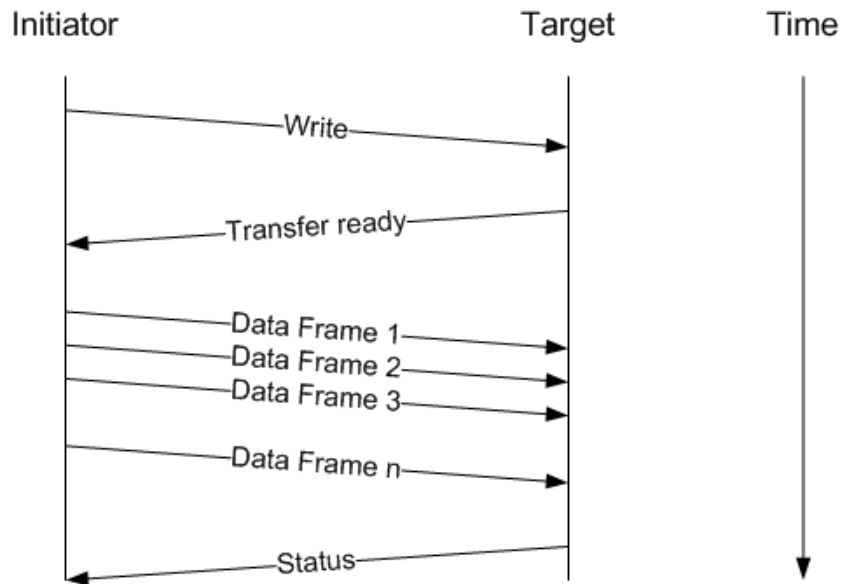 Initiator Target Time
Write
Transfer ready
Data Frame 1
Data Frame 2
Data Frame 3
Data Frame n
Status